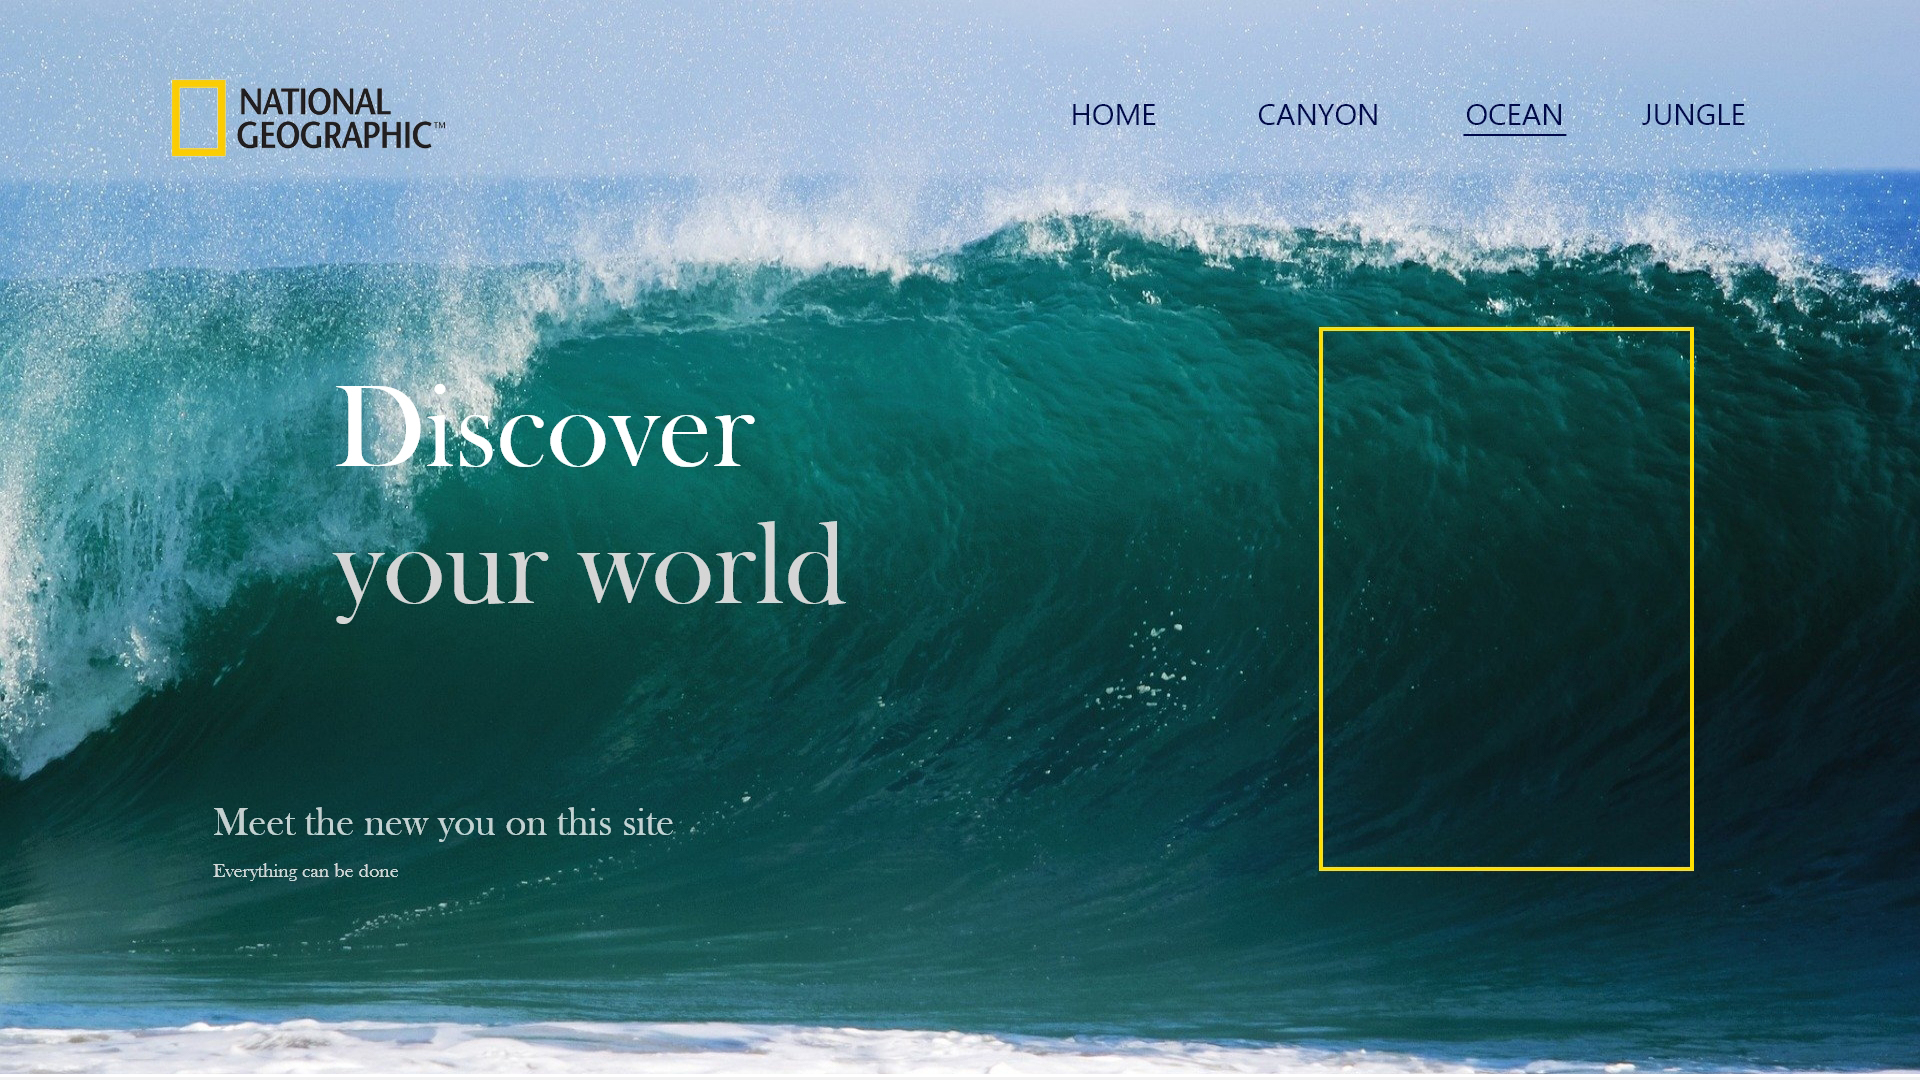 NATIONAL
GEOGRAPHIC™
HOME CANYON OCEAN JUNGLE
Discover
your world
Meet the new you on this site
Everything can be done